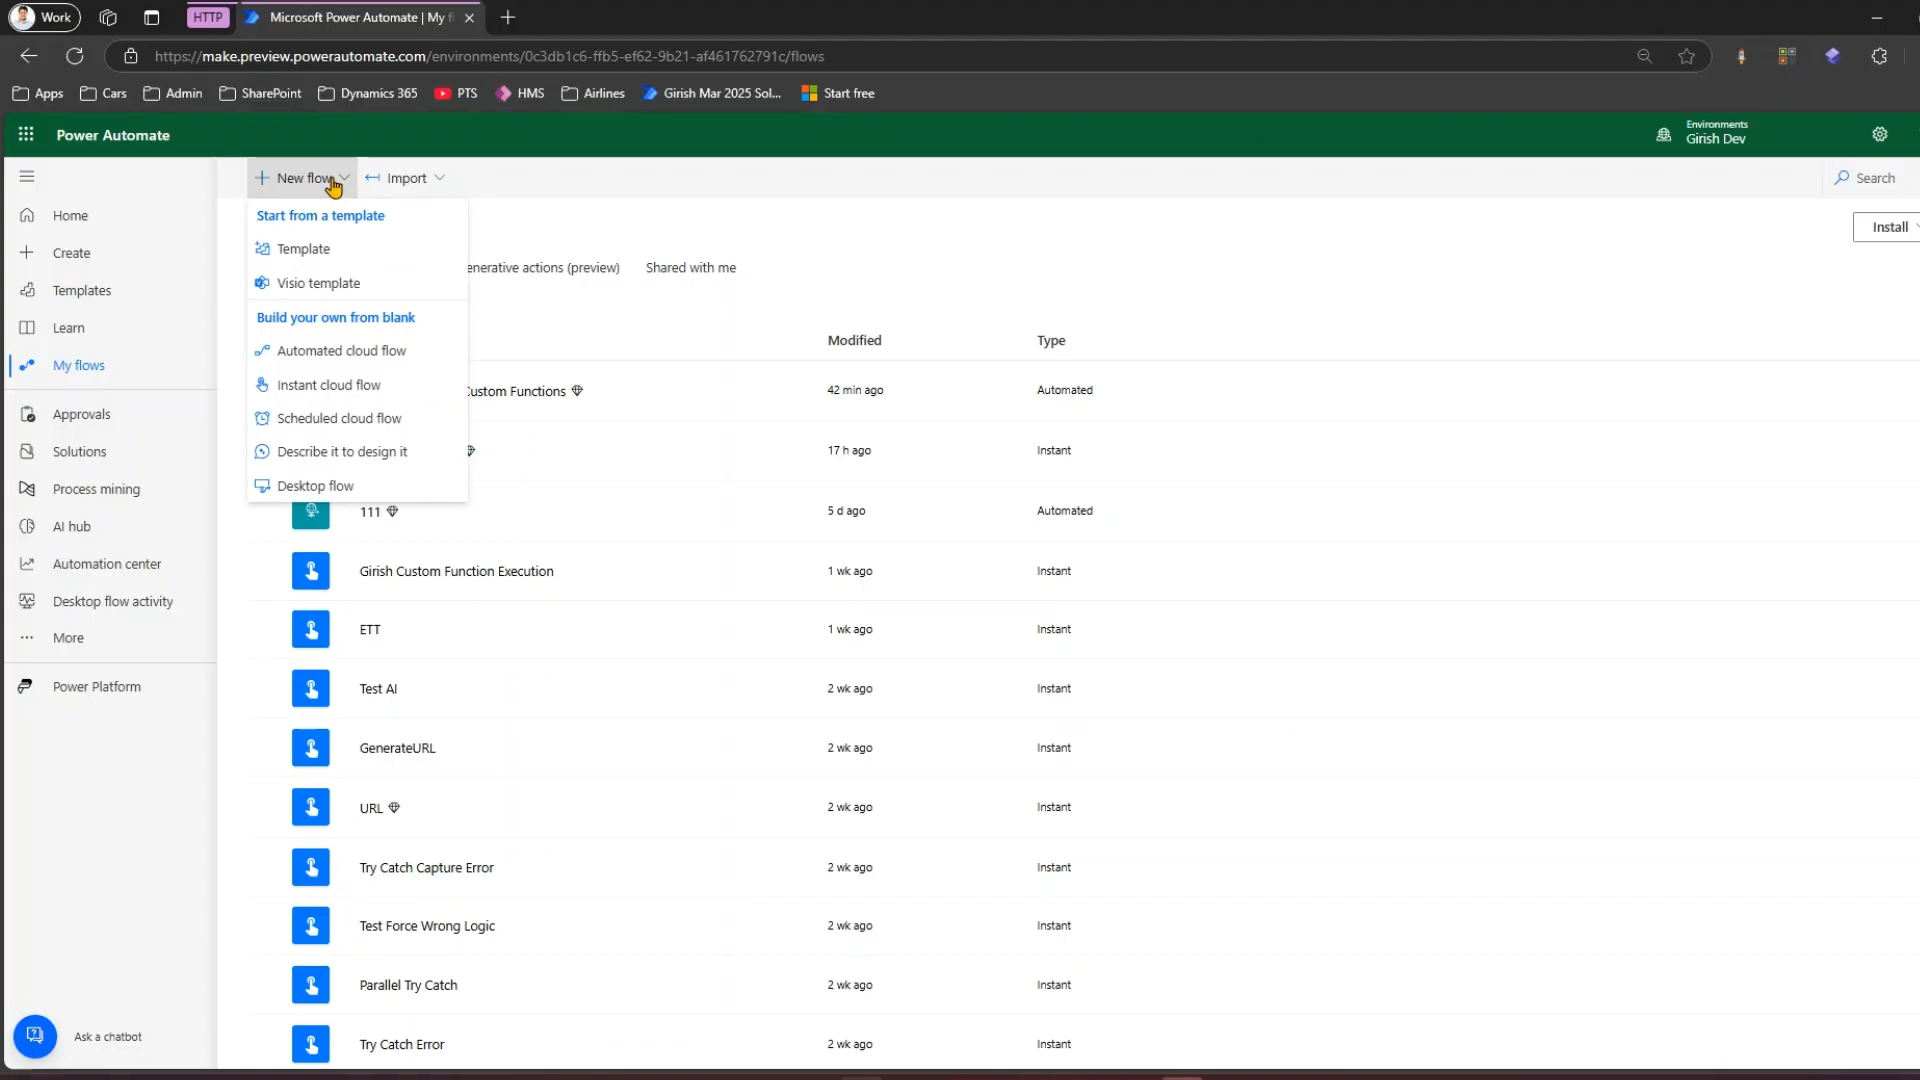 Work
HTTP
Microsoft Power Automate | My f
https://make.preview.powerautomate.com/environments/0c3db1c6-ffb5-ef62-9b21-af461762791c/flows
Apps
Cars
Admin
SharePoint
Dynamics 365
PTS
HMS
Airlines
Girish Mar 2025 Sol...
Start free
Power Automate
Environments
Girish Dev
New flow
Import
Search
Home
Create
Templates
Learn
My flows
Approvals
Solutions
Process mining
AI hub
Automation center
Desktop flow activity
More
Power Platform
Ask a chatbot
Start from a template
Template
Visio template
Build your own from blank
Automated cloud flow
Instant cloud flow
Scheduled cloud flow
Describe it to design it
Desktop flow
Install
enerative actions (preview)
Shared with me
Modified
Type
Custom Functions
42 min ago
Automated
17 h ago
Instant
111
5 d ago
Automated
Girish Custom Function Execution
1 wk ago
Instant
ETT
1 wk ago
Instant
Test AI
2 wk ago
Instant
GenerateURL
2 wk ago
Instant
URL
2 wk ago
Instant
Try Catch Capture Error
2 wk ago
Instant
Test Force Wrong Logic
2 wk ago
Instant
Parallel Try Catch
2 wk ago
Instant
Try Catch Error
2 wk ago
Instant